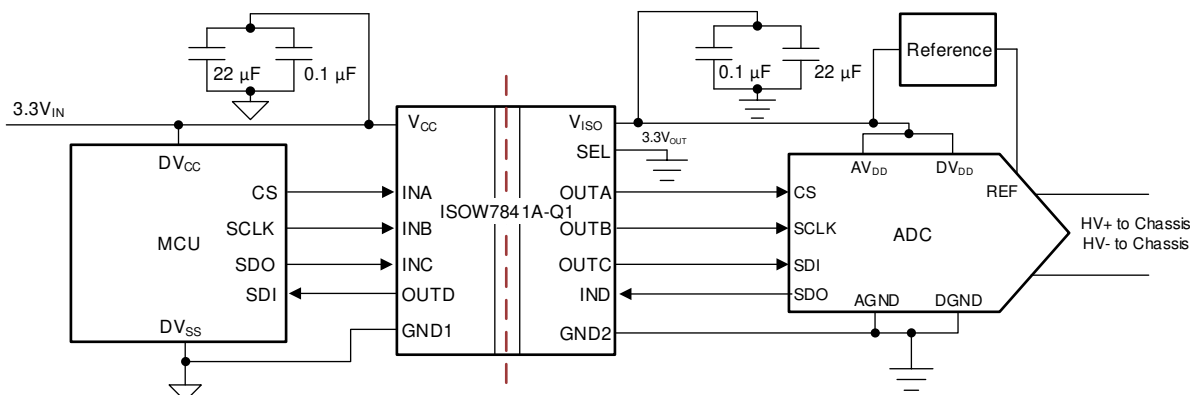 22 µF
0.1 µF
3.3V_IN
DV_CC
MCU
CS
SCLK
SDO
SDI
DV_SS
V_CC
INA
INB
INC
OUTD
GND1
ISOW7841A-Q1
V_ISO
SEL
OUTA
OUTB
OUTC
IND
GND2
3.3V_OUT
0.1 µF
22 µF
Reference
AV_DD
DV_DD
REF
CS
SCLK
SDI
SDO
ADC
AGND
DGND
HV+ to Chassis
HV- to Chassis